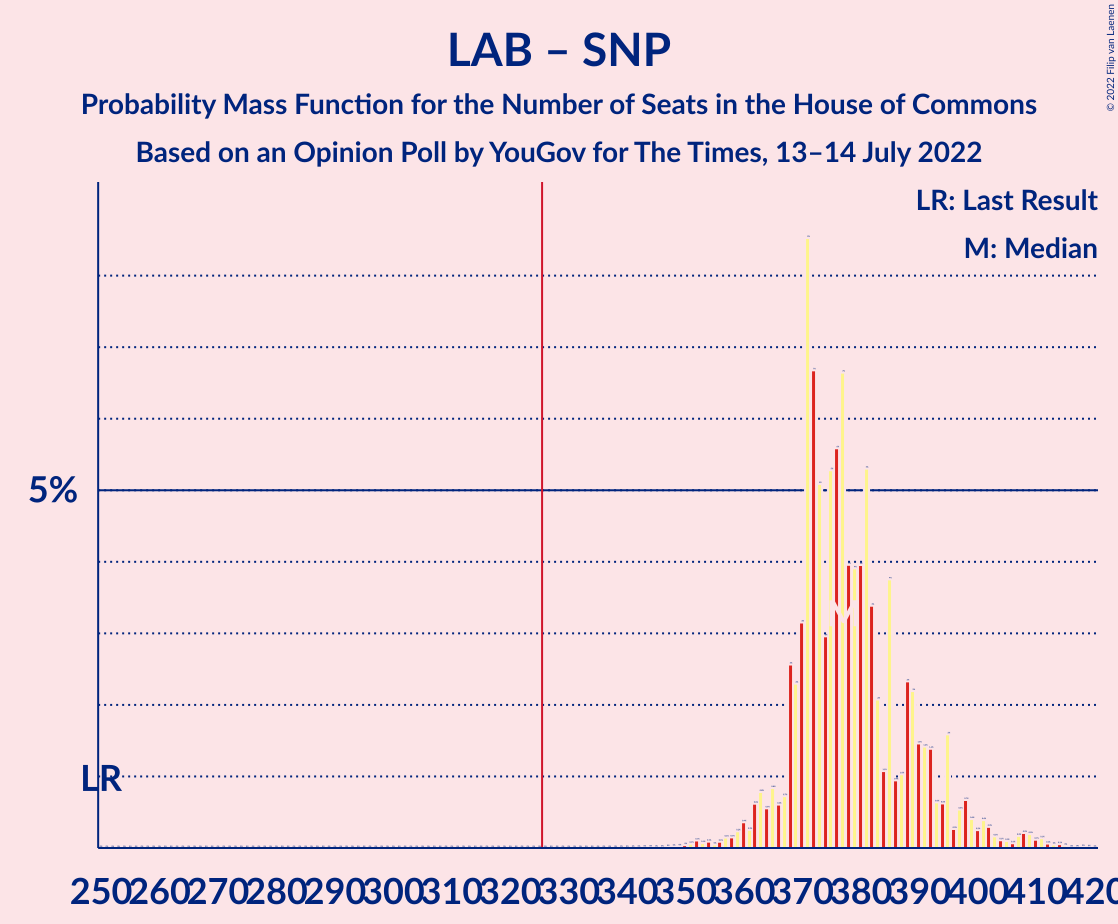 LAB – SNP
Probability Mass Function for the Number of Seats in the House of Commons
Based on an Opinion Poll by YouGov for The Times, 13–14 July 2022
© 2022 Filip van Laenen
LR: Last Result
M: Median
5%
M
LR
250 260 270 280 290 300 310 320 330 340 350 360 370 380 390 400 410 420